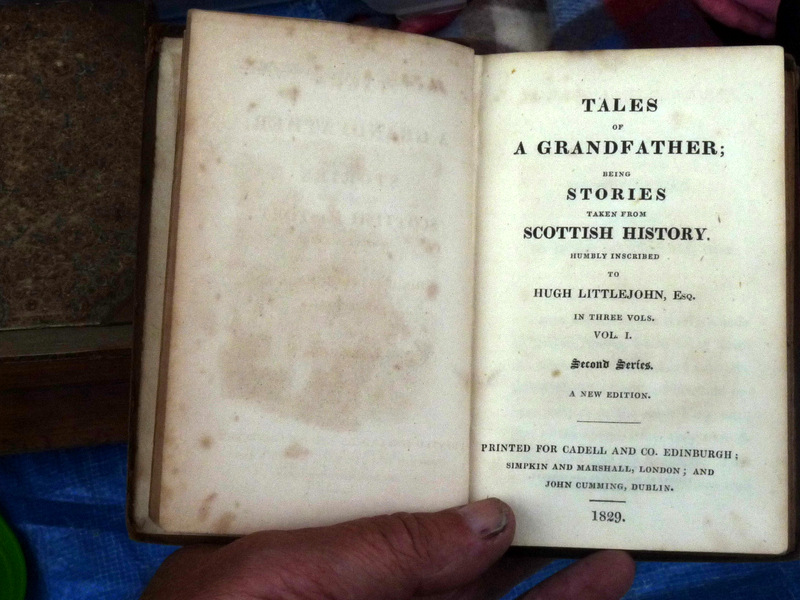 TALES
OF
A GRANDFATHER;
BEING
STORIES
TAKEN FROM
SCOTTISH HISTORY.
HUMBLY INSCRIBED
TO
HUGH LITTLEJOHN, Esq.
IN THREE VOLS.
VOL. I.
Second Series.
A NEW EDITION.
PRINTED FOR CADELL AND CO. EDINBURGH;
SIMPKIN AND MARSHALL, LONDON; AND
JOHN CUMMING, DUBLIN.
1829.